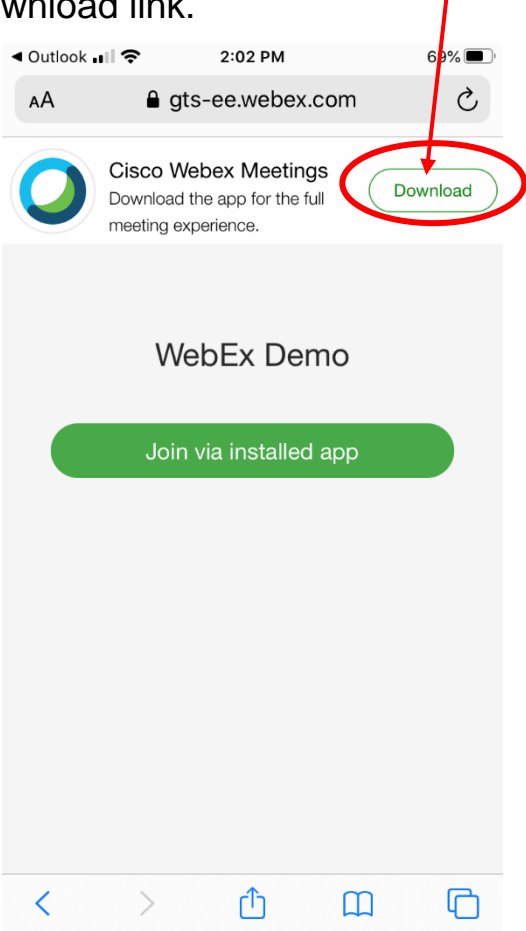 wnload link.
◄ Outlook 2:02 PM 69%
AA gts-ee.webex.com
Cisco Webex Meetings
Download the app for the full
meeting experience.
Download
WebEx Demo
Join via installed app